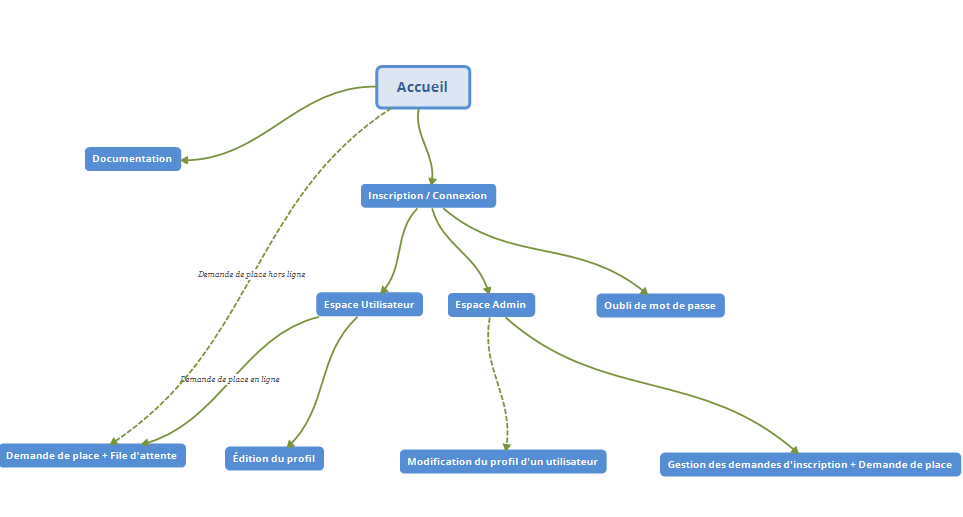 Accueil
Documentation
Inscription / Connexion
Demande de place hors ligne
Espace Utilisateur
Espace Admin
Oubli de mot de passe
Demande de place en ligne
Demande de place + File d'attente
Édition du profil
Modification du profil d'un utilisateur
Gestion des demandes d'inscription + Demande de place